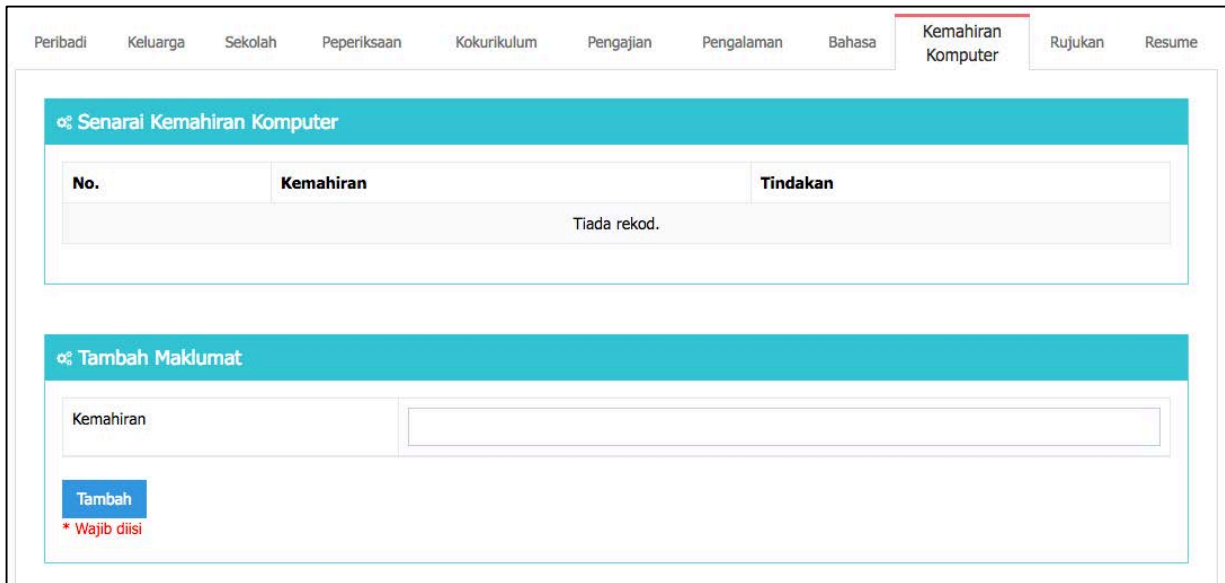 Peribadi Keluarga Sekolah Peperiksaan Kokurikulum Pengajian Pengalaman Bahasa Kemahiran Komputer Rujukan Resume
Senarai Kemahiran Komputer
No. Kemahiran Tindakan
Tiada rekod.
Tambah Maklumat
Kemahiran
Tambah
* Wajib diisi